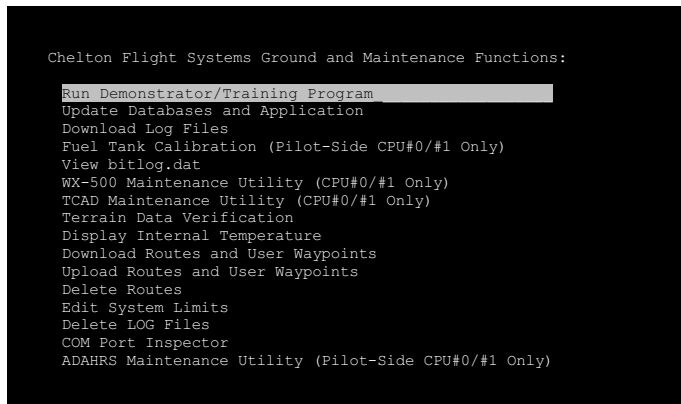 Chelton Flight Systems Ground and Maintenance Functions:
Run Demonstrator/Training Program_
Update Databases and Application
Download Log Files
Fuel Tank Calibration (Pilot-Side CPU#0/#1 Only)
View bitlog.dat
WX-500 Maintenance Utility (CPU#0/#1 Only)
TCAD Maintenance Utility (CPU#0/#1 Only)
Terrain Data Verification
Display Internal Temperature
Download Routes and User Waypoints
Upload Routes and User Waypoints
Delete Routes
Edit System Limits
Delete LOG Files
COM Port Inspector
ADAHRS Maintenance Utility (Pilot-Side CPU#0/#1 Only)